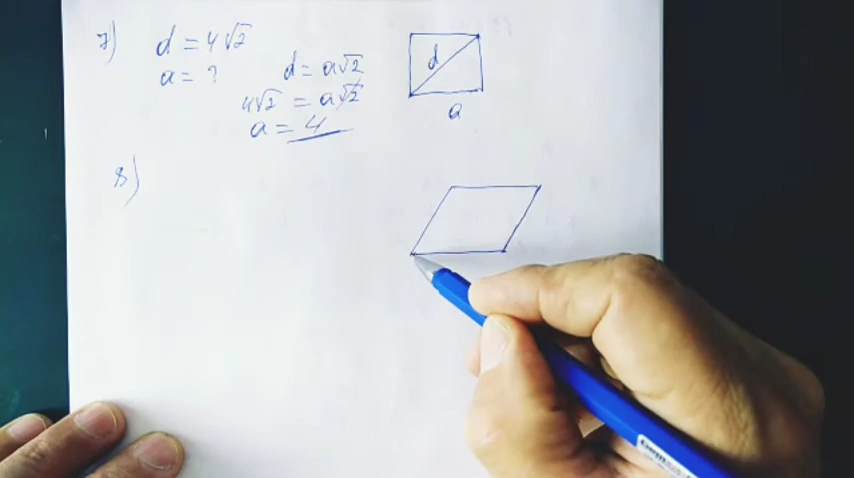 7) d = 4√2
a = ?
d = a√2
4√2 = a√2
a = 4
d
a
8)